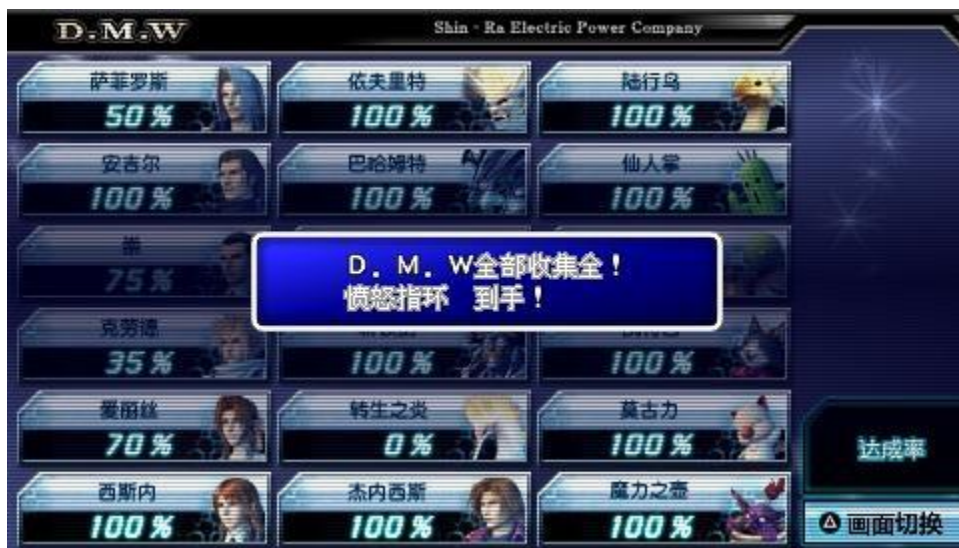 D.M.W
Shin - Ra Electric Power Company
萨菲罗斯
50 %
依夫里特
100 %
陆行鸟
100 %
安吉尔
100 %
巴哈姆特
100 %
仙人掌
100 %
75 %
D．M．W全部收集全！
愤怒指环 到手！
克劳德
35 %
100 %
100 %
爱丽丝
70 %
转生之炎
0 %
莫古力
100 %
达成率
西斯内
100 %
杰内西斯
100 %
魔力之壶
100 %
画面切换